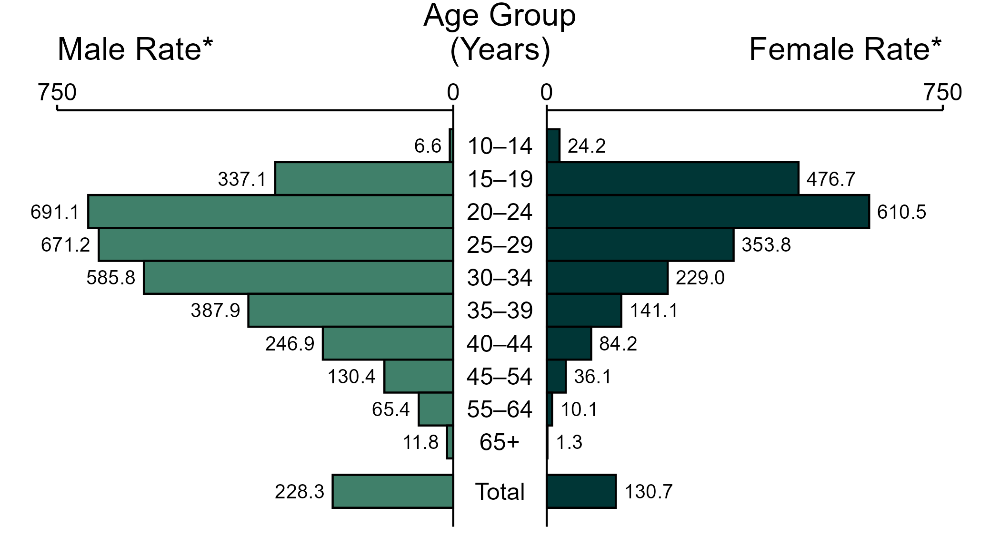 Age Group
(Years)
Male Rate* Female Rate*
750 0 0 750
6.6 10–14 24.2
337.1 15–19 476.7
691.1 20–24 610.5
671.2 25–29 353.8
585.8 30–34 229.0
387.9 35–39 141.1
246.9 40–44 84.2
130.4 45–54 36.1
65.4 55–64 10.1
11.8 65+ 1.3
228.3 Total 130.7